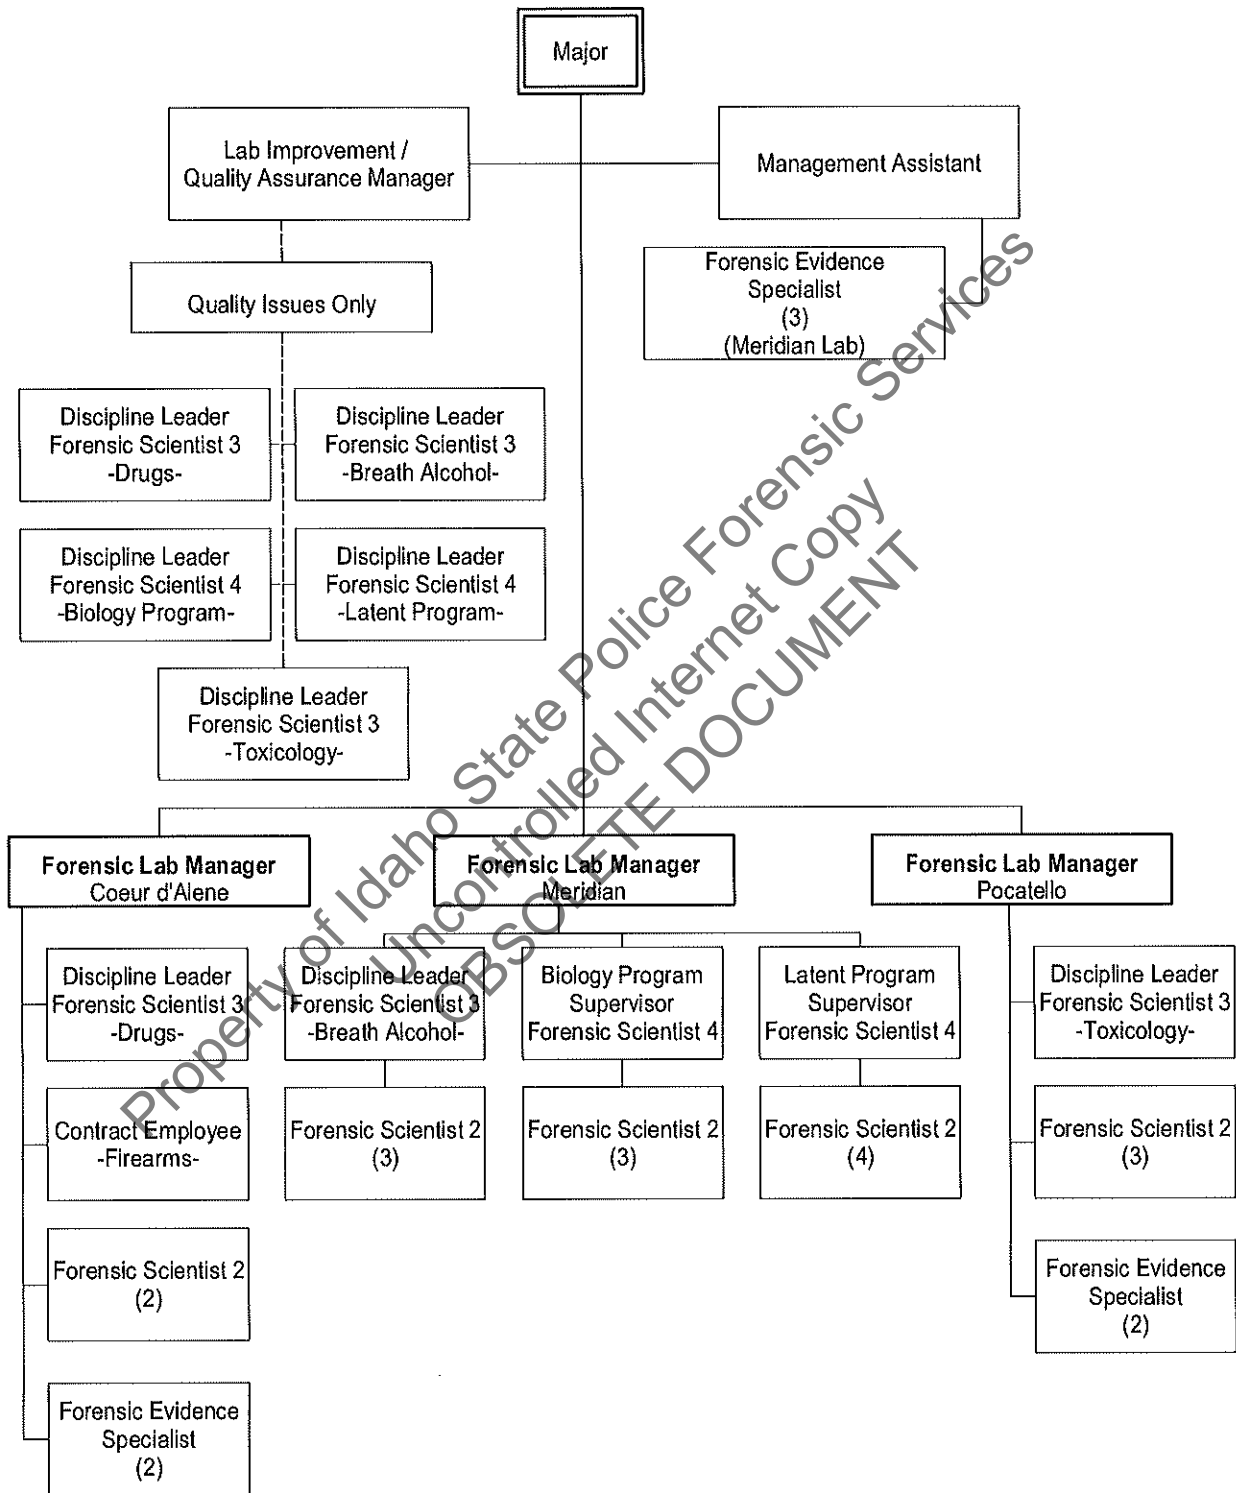 Major
Lab Improvement /
Quality Assurance Manager
Management Assistant
Quality Issues Only
Forensic Evidence
Specialist
(3)
(Meridian Lab)
Discipline Leader
Forensic Scientist 3
-Drugs-
Discipline Leader
Forensic Scientist 3
-Breath Alcohol-
Discipline Leader
Forensic Scientist 4
-Biology Program-
Discipline Leader
Forensic Scientist 4
-Latent Program-
Discipline Leader
Forensic Scientist 3
-Toxicology-
Forensic Lab Manager
Coeur d'Alene
Forensic Lab Manager
Meridian
Forensic Lab Manager
Pocatello
Discipline Leader
Forensic Scientist 3
-Drugs-
Discipline Leader
Forensic Scientist 3
-Breath Alcohol-
Biology Program
Supervisor
Forensic Scientist 4
Latent Program
Supervisor
Forensic Scientist 4
Discipline Leader
Forensic Scientist 3
-Toxicology-
Contract Employee
-Firearms-
Forensic Scientist 2
(3)
Forensic Scientist 2
(3)
Forensic Scientist 2
(4)
Forensic Scientist 2
(3)
Forensic Scientist 2
(2)
Forensic Evidence
Specialist
(2)
Forensic Evidence
Specialist
(2)
Property of Idaho State Police Forensic Services
Uncontrolled Internet Copy
OBSOLETE DOCUMENT